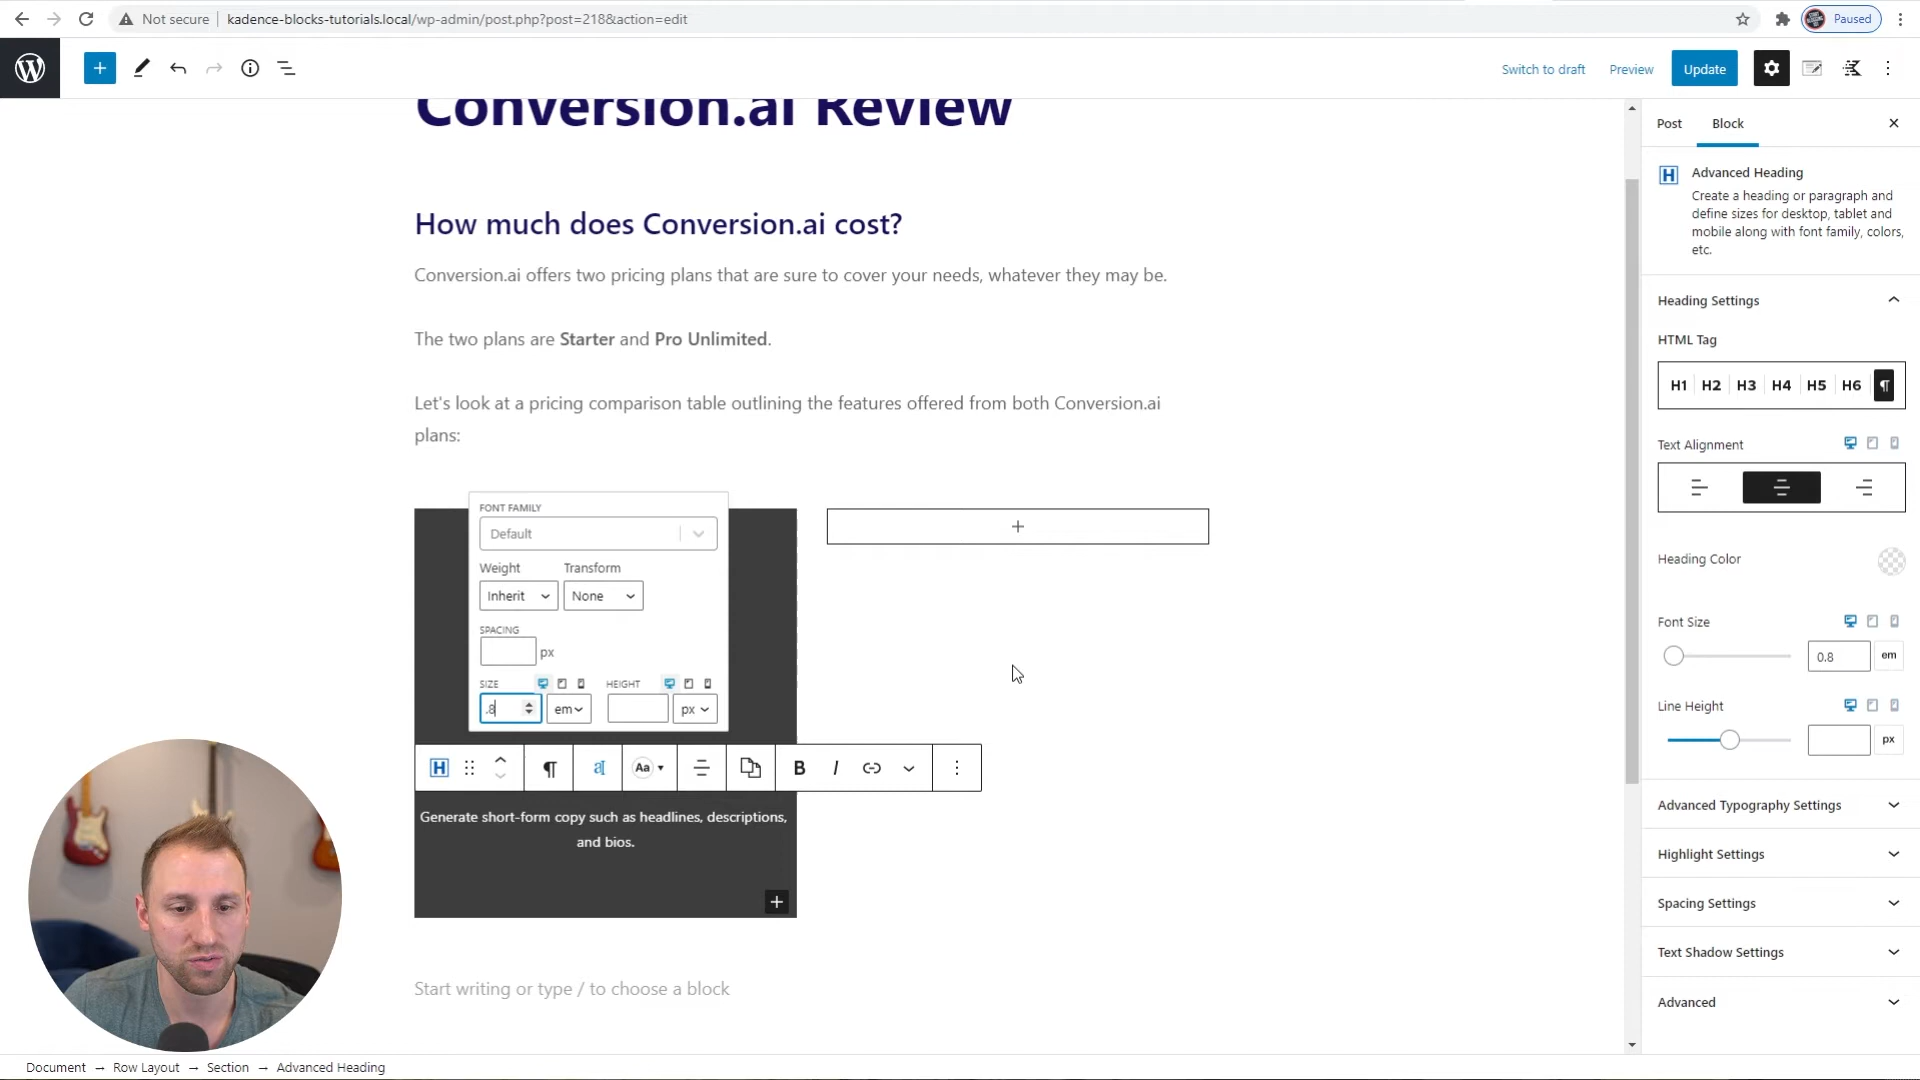 Not secure
kadence-blocks-tutorials.local/wp-admin/post.php?post=218&action=edit
Paused
Switch to draft
Preview
Update
Conversion.ai Review
How much does Conversion.ai cost?
Conversion.ai offers two pricing plans that are sure to cover your needs, whatever they may be.
The two plans are Starter and Pro Unlimited.
Let's look at a pricing comparison table outlining the features offered from both Conversion.ai
plans:
FONT FAMILY
Default
Weight
Transform
Inherit
None
SPACING
px
SIZE
HEIGHT
.8
em
px
H
¶
a
Aa
B
I
Generate short-form copy such as headlines, descriptions,
and bios.
Start writing or type / to choose a block
Post
Block
H
Advanced Heading
Create a heading or paragraph and
define sizes for desktop, tablet and
mobile along with font family, colors,
etc.
Heading Settings
HTML Tag
H1 H2 H3 H4 H5 H6 ¶
Text Alignment
Heading Color
Font Size
0.8
em
Line Height
px
Advanced Typography Settings
Highlight Settings
Spacing Settings
Text Shadow Settings
Advanced
Document → Row Layout → Section → Advanced Heading